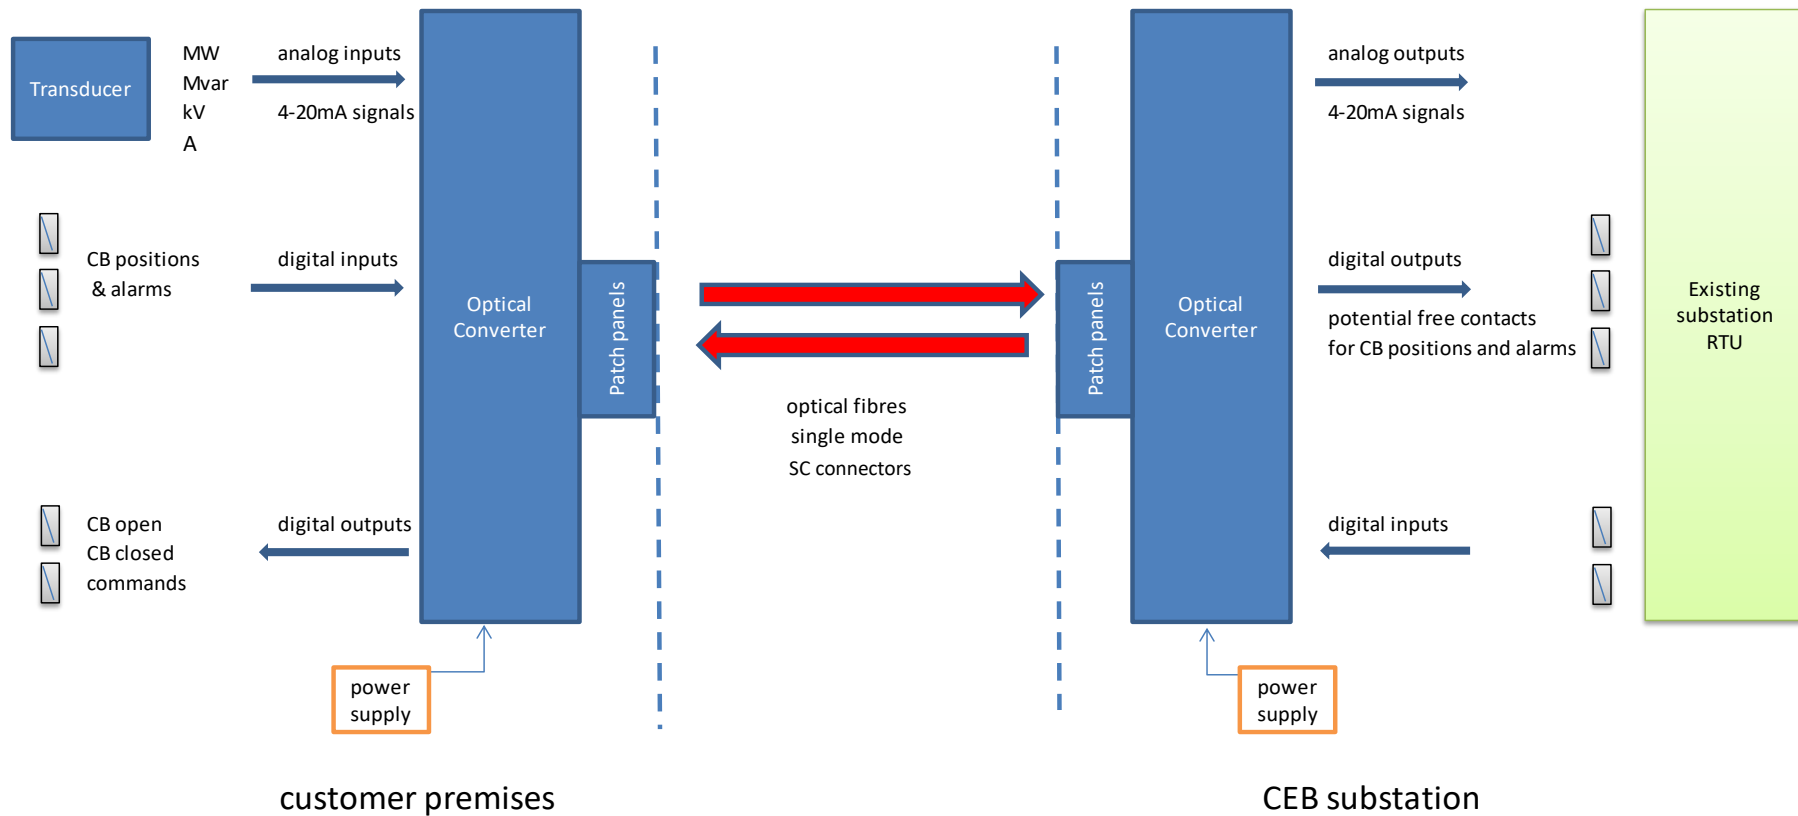 Transducer
MW
Mvar
kV
A
analog inputs
4-20mA signals
CB positions
& alarms
digital inputs
CB open
CB closed
commands
digital outputs
Optical
Converter
Patch panels
power
supply
customer premises
optical fibres
single mode
SC connectors
Patch panels
Optical
Converter
analog outputs
4-20mA signals
digital outputs
potential free contacts
for CB positions and alarms
digital inputs
Existing
substation
RTU
power
supply
CEB substation